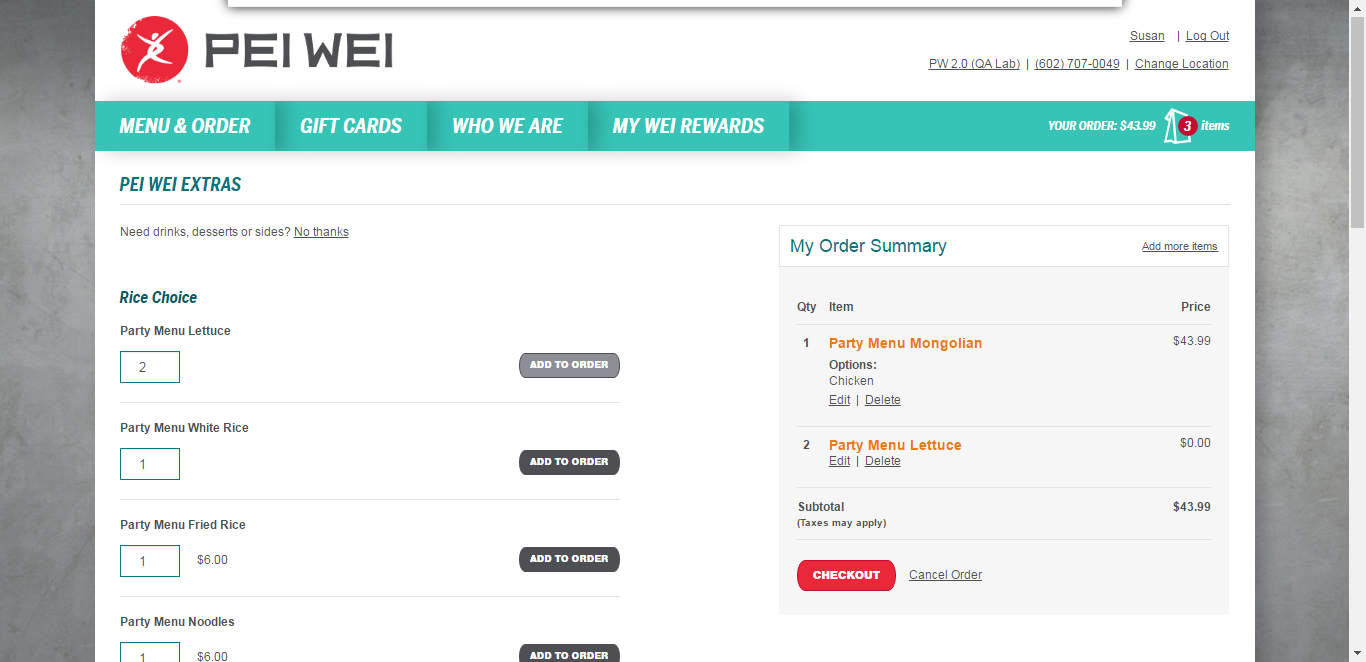 PEI WEI
Susan | Log Out
PW 2.0 (QA Lab) | (602) 707-0049 | Change Location
MENU & ORDER GIFT CARDS WHO WE ARE MY WEI REWARDS
YOUR ORDER: $43.99 3 items
PEI WEI EXTRAS
Need drinks, desserts or sides? No thanks
Rice Choice
Party Menu Lettuce
2 ADD TO ORDER
Party Menu White Rice
1 ADD TO ORDER
Party Menu Fried Rice
1 $6.00 ADD TO ORDER
Party Menu Noodles
1 $6.00 ADD TO ORDER
My Order Summary Add more items
Qty Item Price
1 Party Menu Mongolian $43.99
Options:
Chicken
Edit | Delete
2 Party Menu Lettuce $0.00
Edit | Delete
Subtotal $43.99
(Taxes may apply)
CHECKOUT Cancel Order